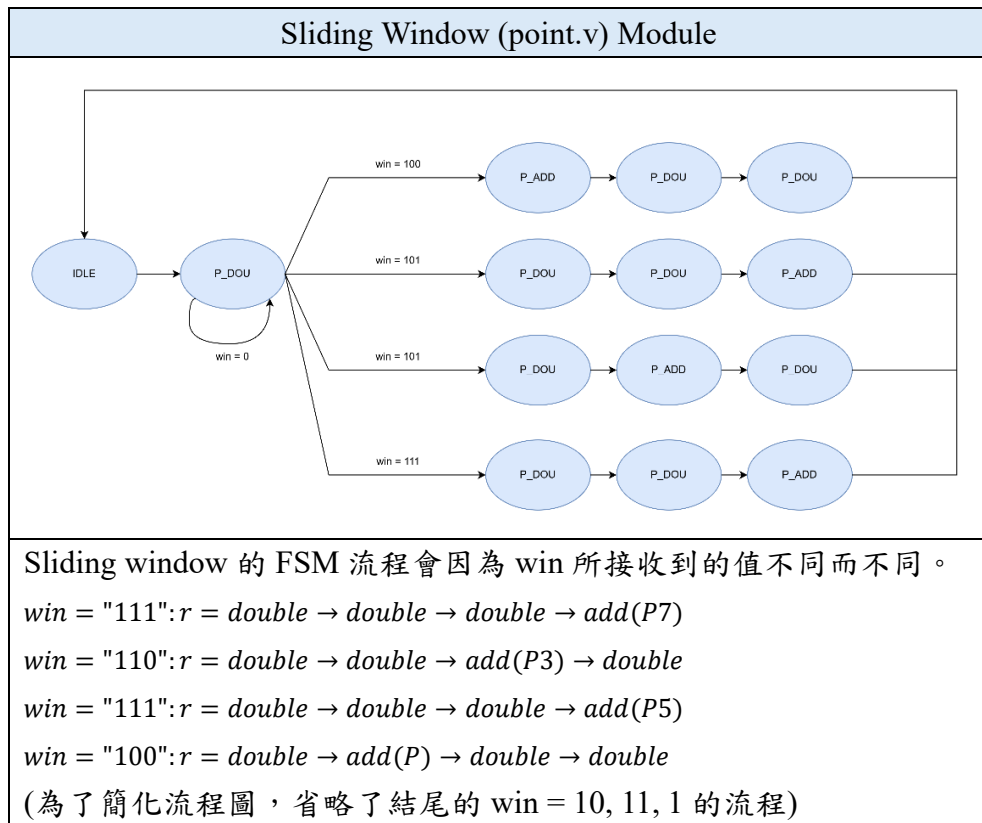 Sliding Window (point.v) Module
win = 100
P_ADD
P_DOU
P_DOU
IDLE
P_DOU
win = 0
win = 101
P_DOU
P_DOU
P_ADD
win = 101
P_DOU
P_ADD
P_DOU
win = 111
P_DOU
P_DOU
P_ADD
Sliding window 的 FSM 流程會因為 win 所接收到的值不同而不同。
win = "111": r = double → double → double → add(P7)
win = "110": r = double → double → add(P3) → double
win = "111": r = double → double → double → add(P5)
win = "100": r = double → add(P) → double → double
(為了簡化流程圖，省略了結尾的 win = 10, 11, 1 的流程)